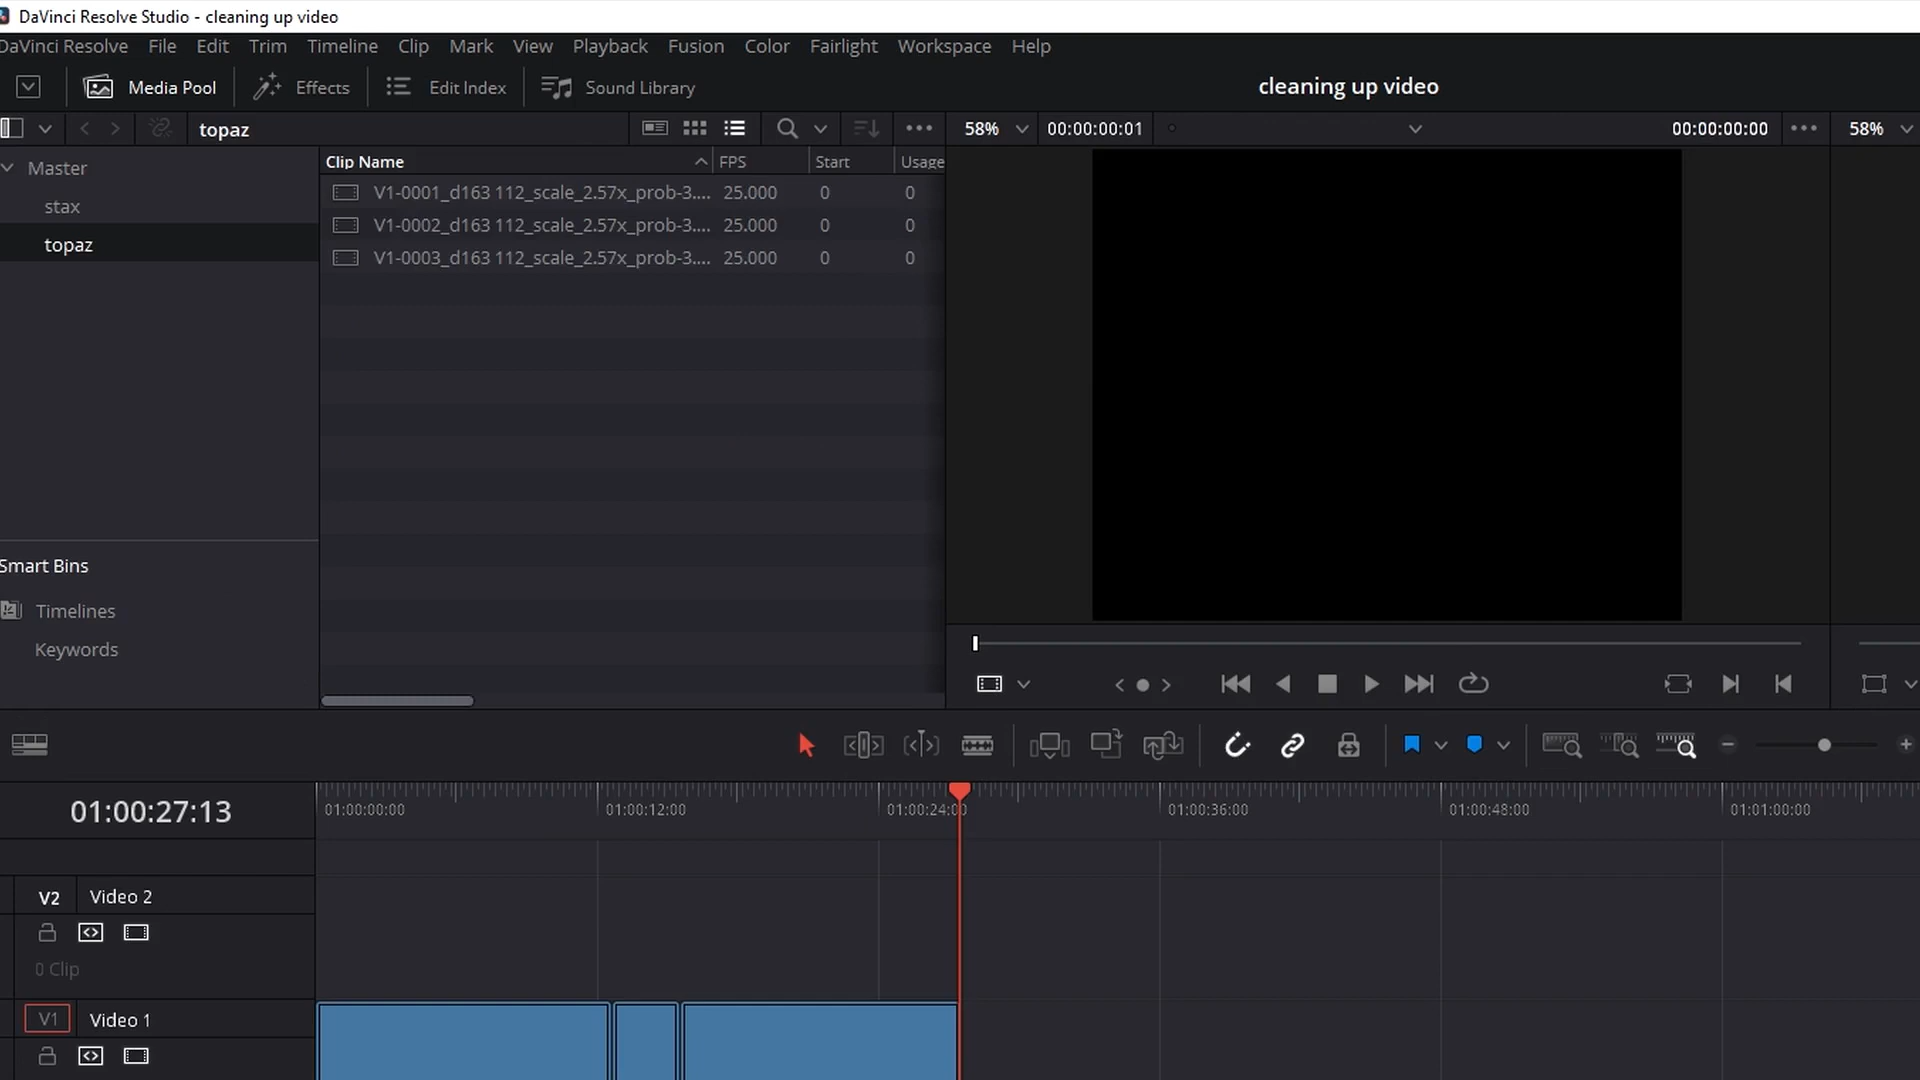 DaVinci Resolve Studio - cleaning up video
DaVinci Resolve File Edit Trim Timeline Clip Mark View Playback Fusion Color Fairlight Workspace Help
Media Pool Effects Edit Index Sound Library cleaning up video
topaz 58% 00:00:00:01 00:00:00:00 58%
Master
stax
topaz
Clip Name FPS Start Usage
V1-0001_d163 112_scale_2.57x_prob-3.... 25.000 0 0
V1-0002_d163 112_scale_2.57x_prob-3.... 25.000 0 0
V1-0003_d163 112_scale_2.57x_prob-3.... 25.000 0 0
Smart Bins
Timelines
Keywords
01:00:27:13
01:00:00:00 01:00:12:00 01:00:24:00 01:00:36:00 01:00:48:00 01:01:00:00
V2 Video 2
0 Clip
V1 Video 1